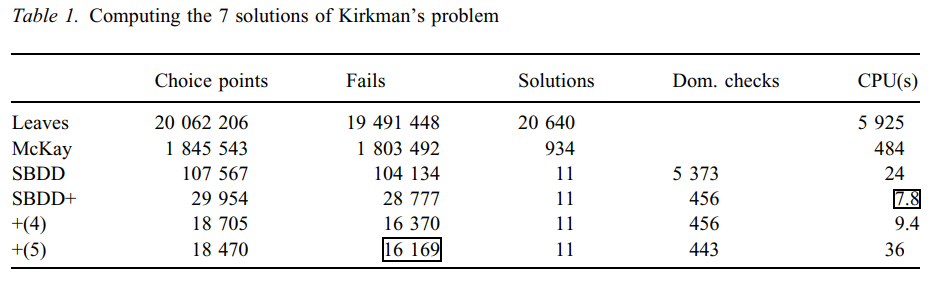 Table 1. Computing the 7 solutions of Kirkman's problem
Choice points Fails Solutions Dom. checks CPU(s)
Leaves 20 062 206 19 491 448 20 640 5 925
McKay 1 845 543 1 803 492 934 484
SBDD 107 567 104 134 11 5 373 24
SBDD+ 29 954 28 777 11 456 7.8
+(4) 18 705 16 370 11 456 9.4
+(5) 18 470 16 169 11 443 36